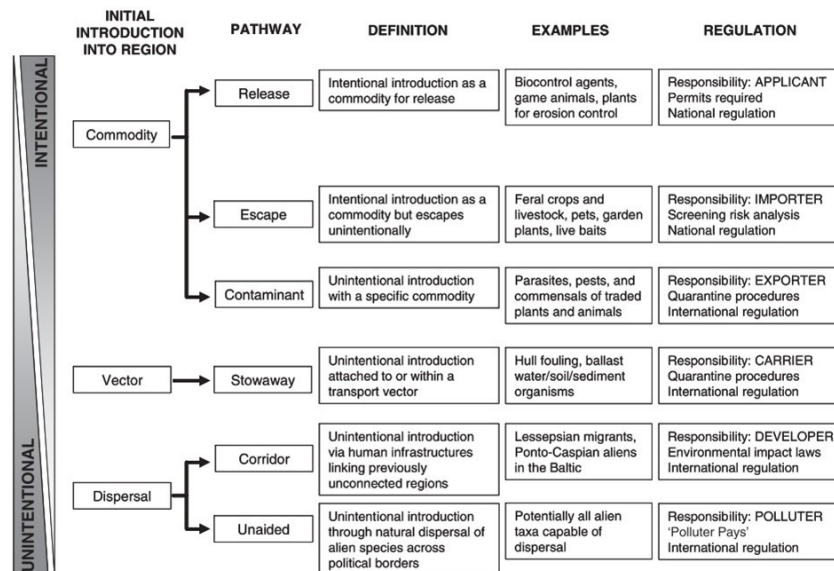 INITIAL
INTRODUCTION
INTO REGION
PATHWAY
DEFINITION
EXAMPLES
REGULATION
INTENTIONAL
UNINTENTIONAL
Commodity
Release
Intentional introduction as a
commodity for release
Biocontrol agents,
game animals, plants
for erosion control
Responsibility: APPLICANT
Permits required
National regulation
Escape
Intentional introduction as a
commodity but escapes
unintentionally
Feral crops and
livestock, pets, garden
plants, live baits
Responsibility: IMPORTER
Screening risk analysis
National regulation
Contaminant
Unintentional introduction
with a specific commodity
Parasites, pests, and
commensals of traded
plants and animals
Responsibility: EXPORTER
Quarantine procedures
International regulation
Vector
Stowaway
Unintentional introduction
attached to or within a
transport vector
Hull fouling, ballast
water/soil/sediment
organisms
Responsibility: CARRIER
Quarantine procedures
International regulation
Dispersal
Corridor
Unintentional introduction
via human infrastructures
linking previously
unconnected regions
Lessepsian migrants,
Ponto-Caspian aliens
in the Baltic
Responsibility: DEVELOPER
Environmental impact laws
International regulation
Unaided
Unintentional introduction
through natural dispersal of
alien species across
political borders
Potentially all alien
taxa capable of
dispersal
Responsibility: POLLUTER
‘Polluter Pays’
International regulation